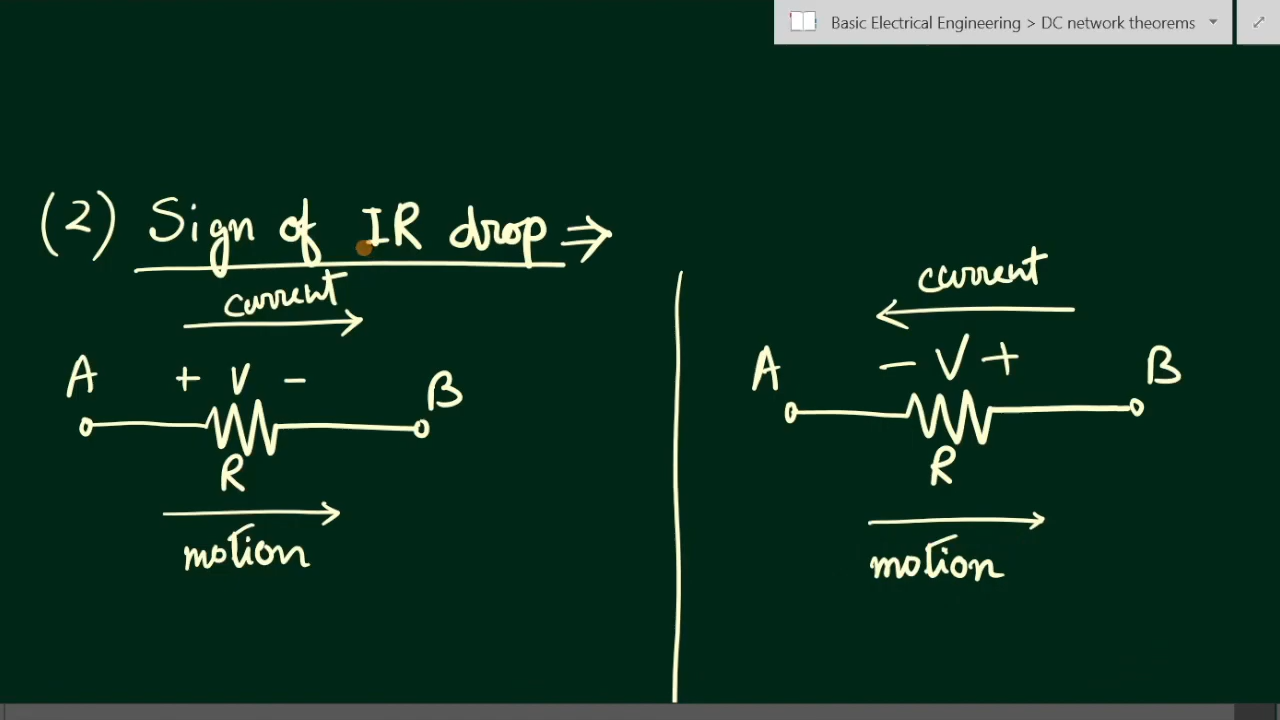 Basic Electrical Engineering > DC network theorems
(2) Sign of IR drop ⇒
current
A + V - B
R
motion
current
A - V + B
R
motion